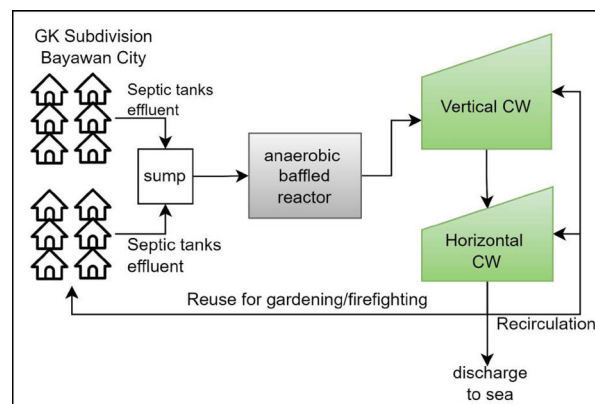 GK Subdivision
Bayawan City
Septic tanks
effluent
sump
Septic tanks
effluent
anaerobic
baffled
reactor
Vertical CW
Horizontal
CW
Reuse for gardening/firefighting
Recirculation
discharge
to sea